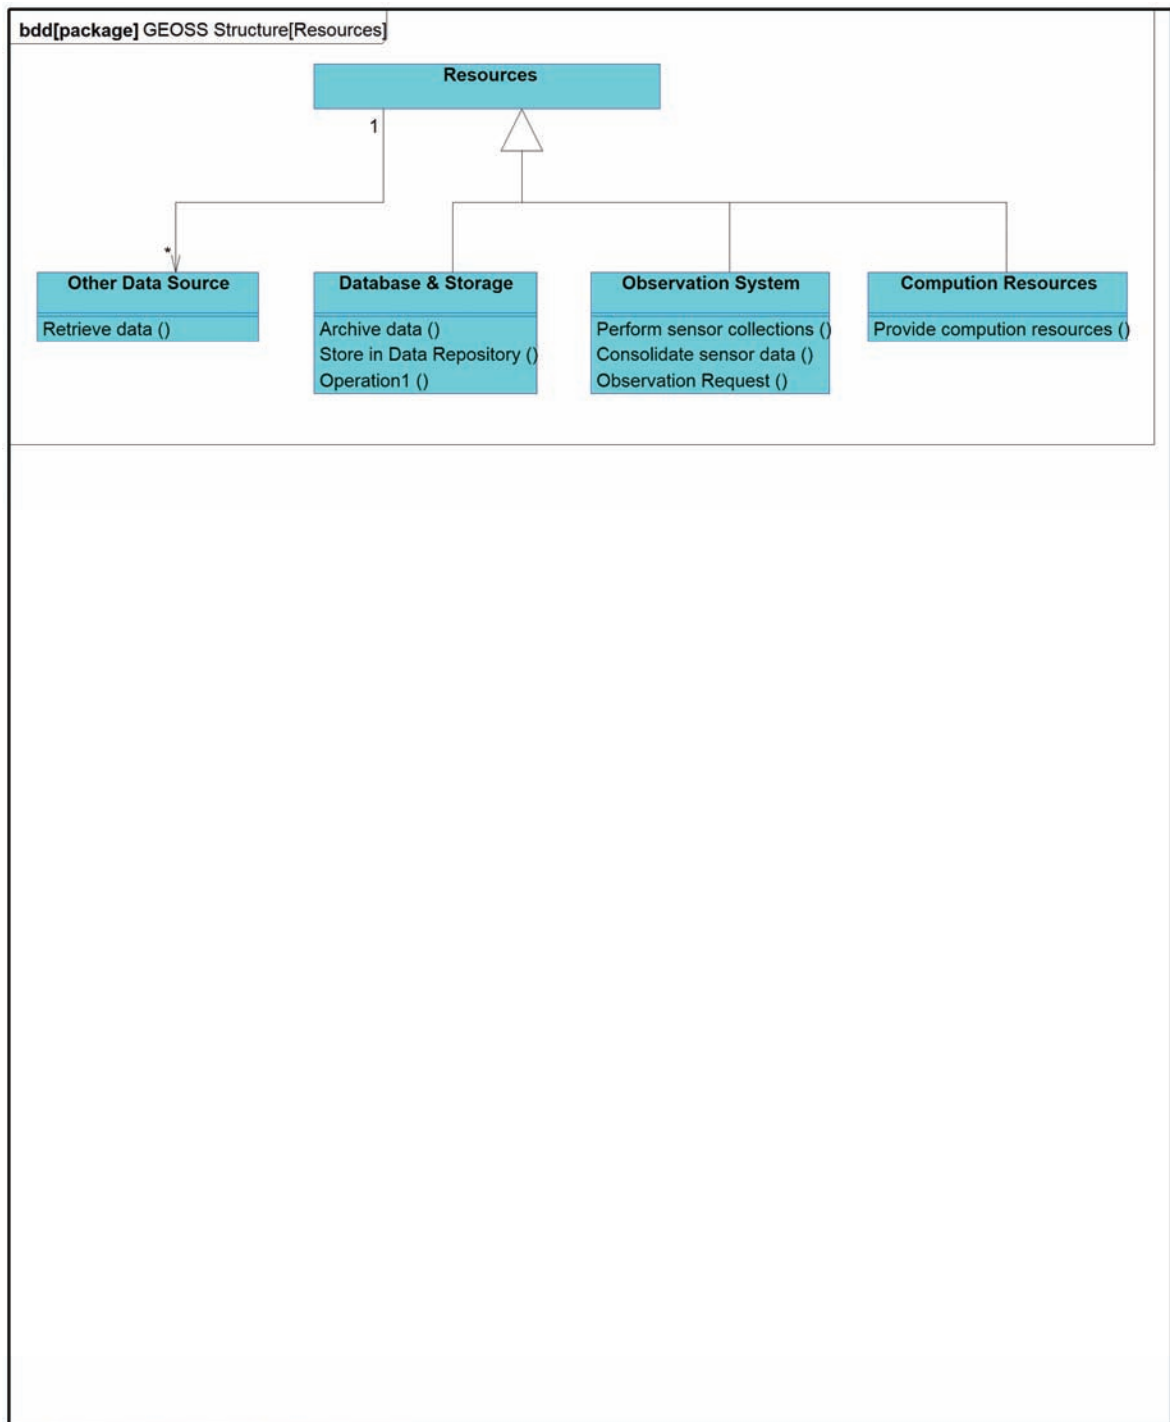 bdd[package] GEOSS Structure[Resources]
Resources
1
*
Other Data Source
Retrieve data ()
Database & Storage
Archive data ()
Store in Data Repository ()
Operation1 ()
Observation System
Perform sensor collections ()
Consolidate sensor data ()
Observation Request ()
Compution Resources
Provide compution resources ()